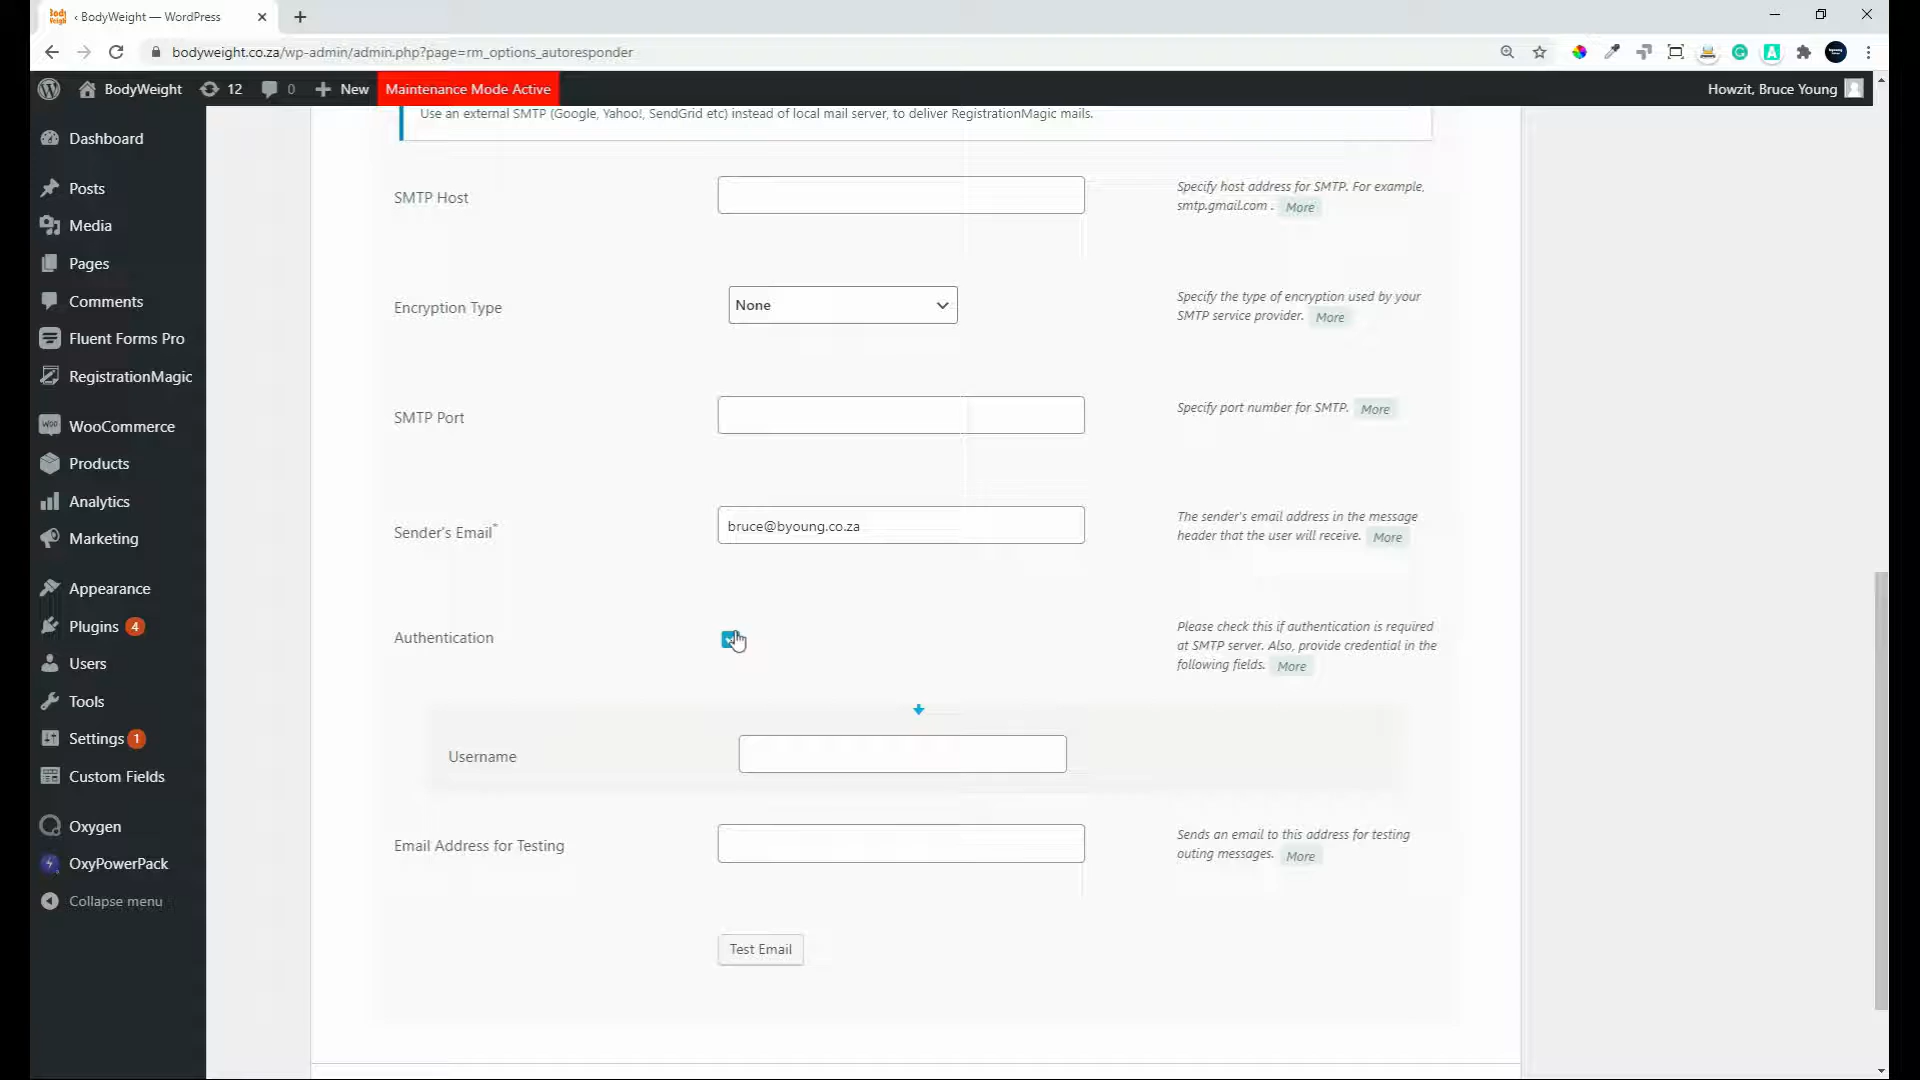 ‹ BodyWeight — WordPress
bodyweight.co.za/wp-admin/admin.php?page=rm_options_autoresponder
BodyWeight 12 0 New Maintenance Mode Active Howzit, Bruce Young
Dashboard
Posts
Media
Pages
Comments
Fluent Forms Pro
RegistrationMagic
WooCommerce
Products
Analytics
Marketing
Appearance
Plugins 4
Users
Tools
Settings 1
Custom Fields
Oxygen
OxyPowerPack
Collapse menu
Use an external SMTP (Google, Yahoo!, SendGrid etc) instead of local mail server, to deliver RegistrationMagic mails.
SMTP Host
Specify host address for SMTP. For example,
smtp.gmail.com . More
Encryption Type
None
Specify the type of encryption used by your
SMTP service provider. More
SMTP Port
Specify port number for SMTP. More
Sender's Email*
bruce@byoung.co.za
The sender's email address in the message
header that the user will receive. More
Authentication
Please check this if authentication is required
at SMTP server. Also, provide credential in the
following fields. More
Username
Email Address for Testing
Sends an email to this address for testing
outing messages. More
Test Email